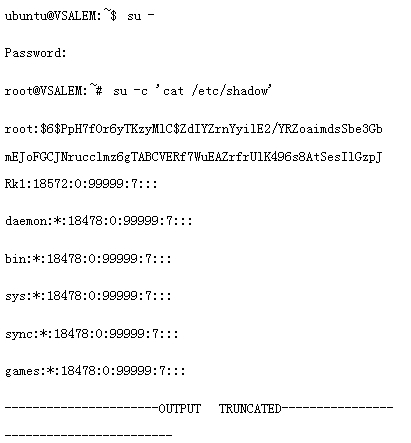 ubuntu@VSALEM:~$ su -
Password:
root@VSALEM:~# su -c 'cat /etc/shadow'
root:$6$PpH7f0r6yTKzyMlC$ZdIYZrnYyilE2/YRZoaimdsSbe3Gb
mEJoFGCJNrucclmz6gTABCVERf7WuEAZrfrUlK496s8AtSesIlGzpJ
Rk1:18572:0:99999:7:::
daemon:*:18478:0:99999:7:::
bin:*:18478:0:99999:7:::
sys:*:18478:0:99999:7:::
sync:*:18478:0:99999:7:::
games:*:18478:0:99999:7:::
----------------------OUTPUT TRUNCATED----------------
------------------------